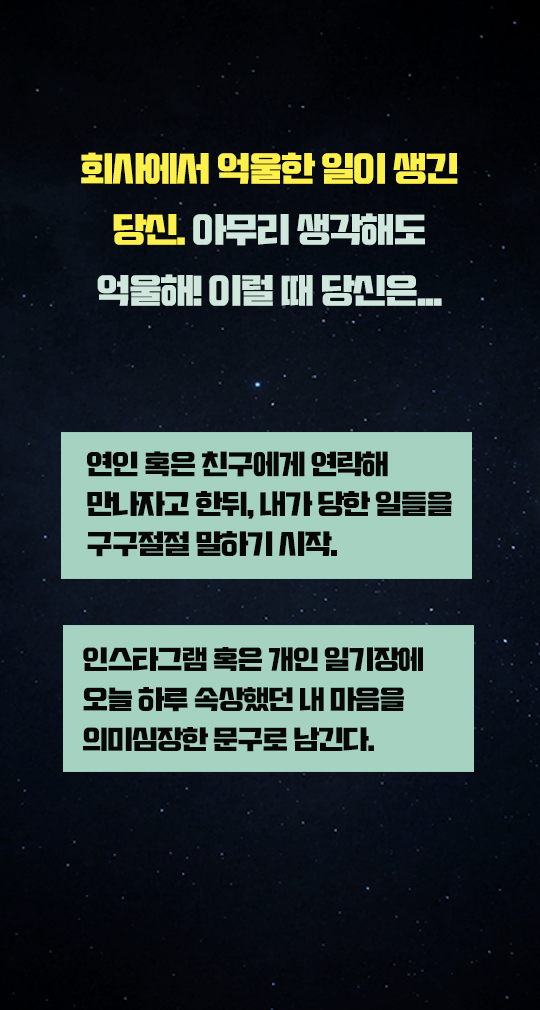 회사에서 억울한 일이 생긴
당신. 아무리 생각해도
억울해! 이럴 때 당신은...
연인 혹은 친구에게 연락해
만나자고 한뒤, 내가 당한 일들을
구구절절 말하기 시작.
인스타그램 혹은 개인 일기장에
오늘 하루 속상했던 내 마음을
의미심장한 문구로 남긴다.